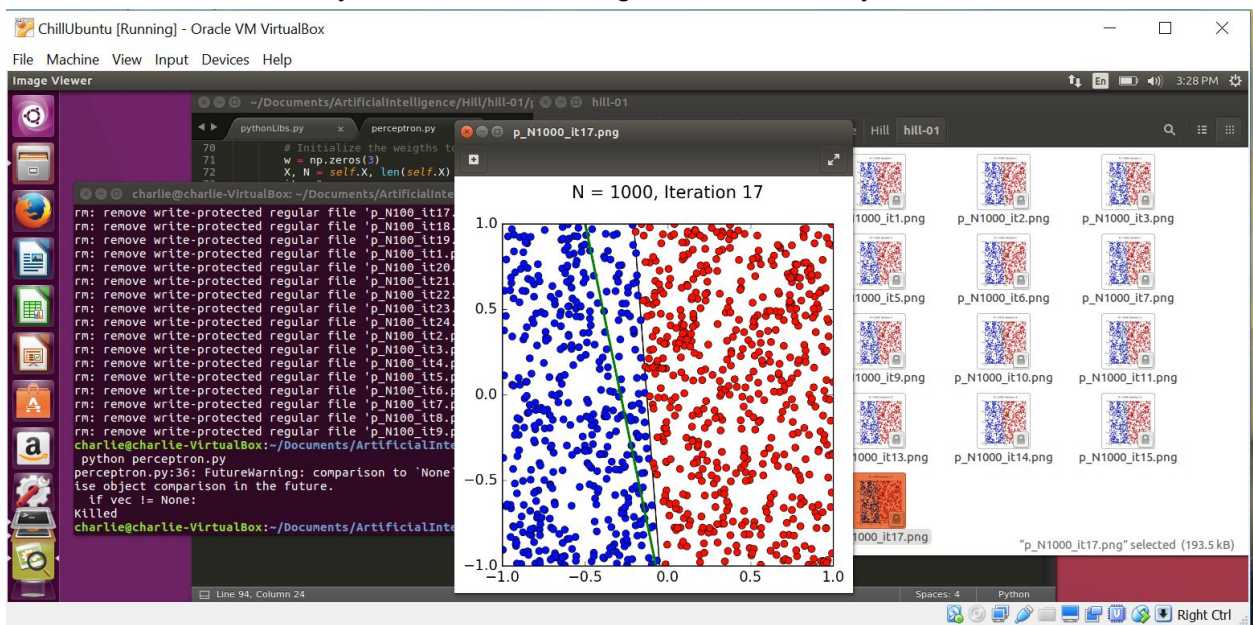 ChillUbuntu [Running] - Oracle VM VirtualBox
File Machine View Input Devices Help
Image Viewer
En
3:28 PM
~/Documents/ArtificialIntelligence/Hill/hill-01/
hill-01
pythonLibs.py x perceptron.py
70 # Initialize the weigths to
71 w = np.zeros(3)
72 X, N = self.X, len(self.X)
charlie@charlie-VirtualBox: ~/Documents/ArtificialInte
rm: remove write-protected regular file 'p_N100_it17.
rm: remove write-protected regular file 'p_N100_it18.
rm: remove write-protected regular file 'p_N100_it19.
rm: remove write-protected regular file 'p_N100_it1.p
rm: remove write-protected regular file 'p_N100_it20.
rm: remove write-protected regular file 'p_N100_it21
rm: remove write-protected regular file 'p_N100_it22
rm: remove write-protected regular file 'p_N100_it23.
rm: remove write-protected regular file 'p_N100_it24.
rm: remove write-protected regular file 'p_N100_it2.p
rm: remove write-protected regular file 'p_N100_it3.p
rm: remove write-protected regular file 'p_N100_it4.p
rm: remove write-protected regular file 'p_N100_it5.p
rm: remove write-protected regular file 'p_N100_it6.p
rm: remove write-protected regular file 'p_N100_it7.p
rm: remove write-protected regular file 'p_N100_it8.p
rm: remove write-protected regular file 'p_N100_it9.p
charlie@charlie-VirtualBox:~/Documents/ArtificialInte
python perceptron.py
perceptron.py:36: FutureWarning: comparison to `None`
ise object comparison in the future.
if vec != None:
Killed
charlie@charlie-VirtualBox:~/Documents/ArtificialInte
Line 94, Column 24
p_N1000_it17.png
N = 1000, Iteration 17
1.0
0.5
0.0
−0.5
−1.0
−1.0 −0.5 0.0 0.5 1.0
Hill hill-01
1000_it1.png p_N1000_it2.png p_N1000_it3.png
1000_it5.png p_N1000_it6.png p_N1000_it7.png
1000_it9.png p_N1000_it10.png p_N1000_it11.png
1000_it13.png p_N1000_it14.png p_N1000_it15.png
1000_it17.png
"p_N1000_it17.png" selected (193.5 kB)
Spaces: 4 Python
Right Ctrl